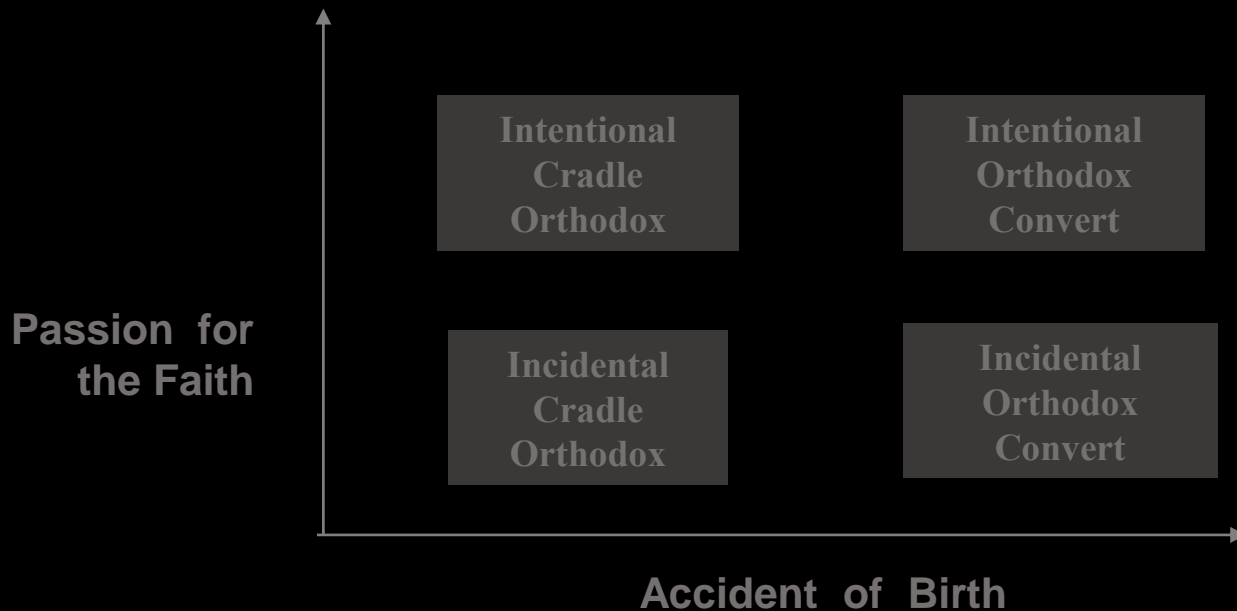 Intentional
Cradle
Orthodox
Intentional
Orthodox
Convert
Passion for
the Faith
Incidental
Cradle
Orthodox
Incidental
Orthodox
Convert
Accident of Birth